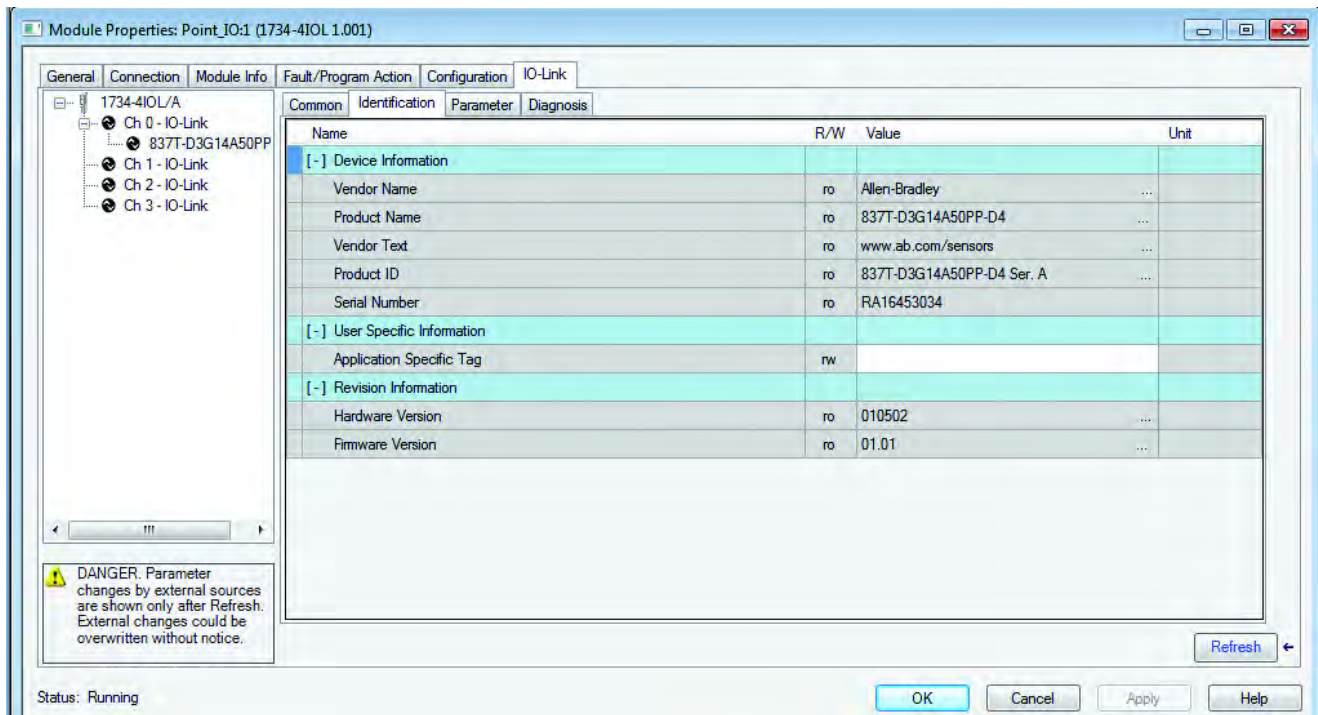 Module Properties: Point_IO:1 (1734-4IOL 1.001)
General Connection Module Info Fault/Program Action Configuration IO-Link
1734-4IOL/A
Ch 0 - IO-Link
837T-D3G14A50PP
Ch 1 - IO-Link
Ch 2 - IO-Link
Ch 3 - IO-Link
Common Identification Parameter Diagnosis
Name R/W Value Unit
[-] Device Information
Vendor Name ro Allen-Bradley ...
Product Name ro 837T-D3G14A50PP-D4 ...
Vendor Text ro www.ab.com/sensors ...
Product ID ro 837T-D3G14A50PP-D4 Ser. A ...
Serial Number ro RA16453034
[-] User Specific Information
Application Specific Tag rw
[-] Revision Information
Hardware Version ro 010502 ...
Firmware Version ro 01.01 ...
DANGER. Parameter
changes by external sources
are shown only after Refresh.
External changes could be
overwritten without notice.
Refresh
Status: Running
OK Cancel Apply Help